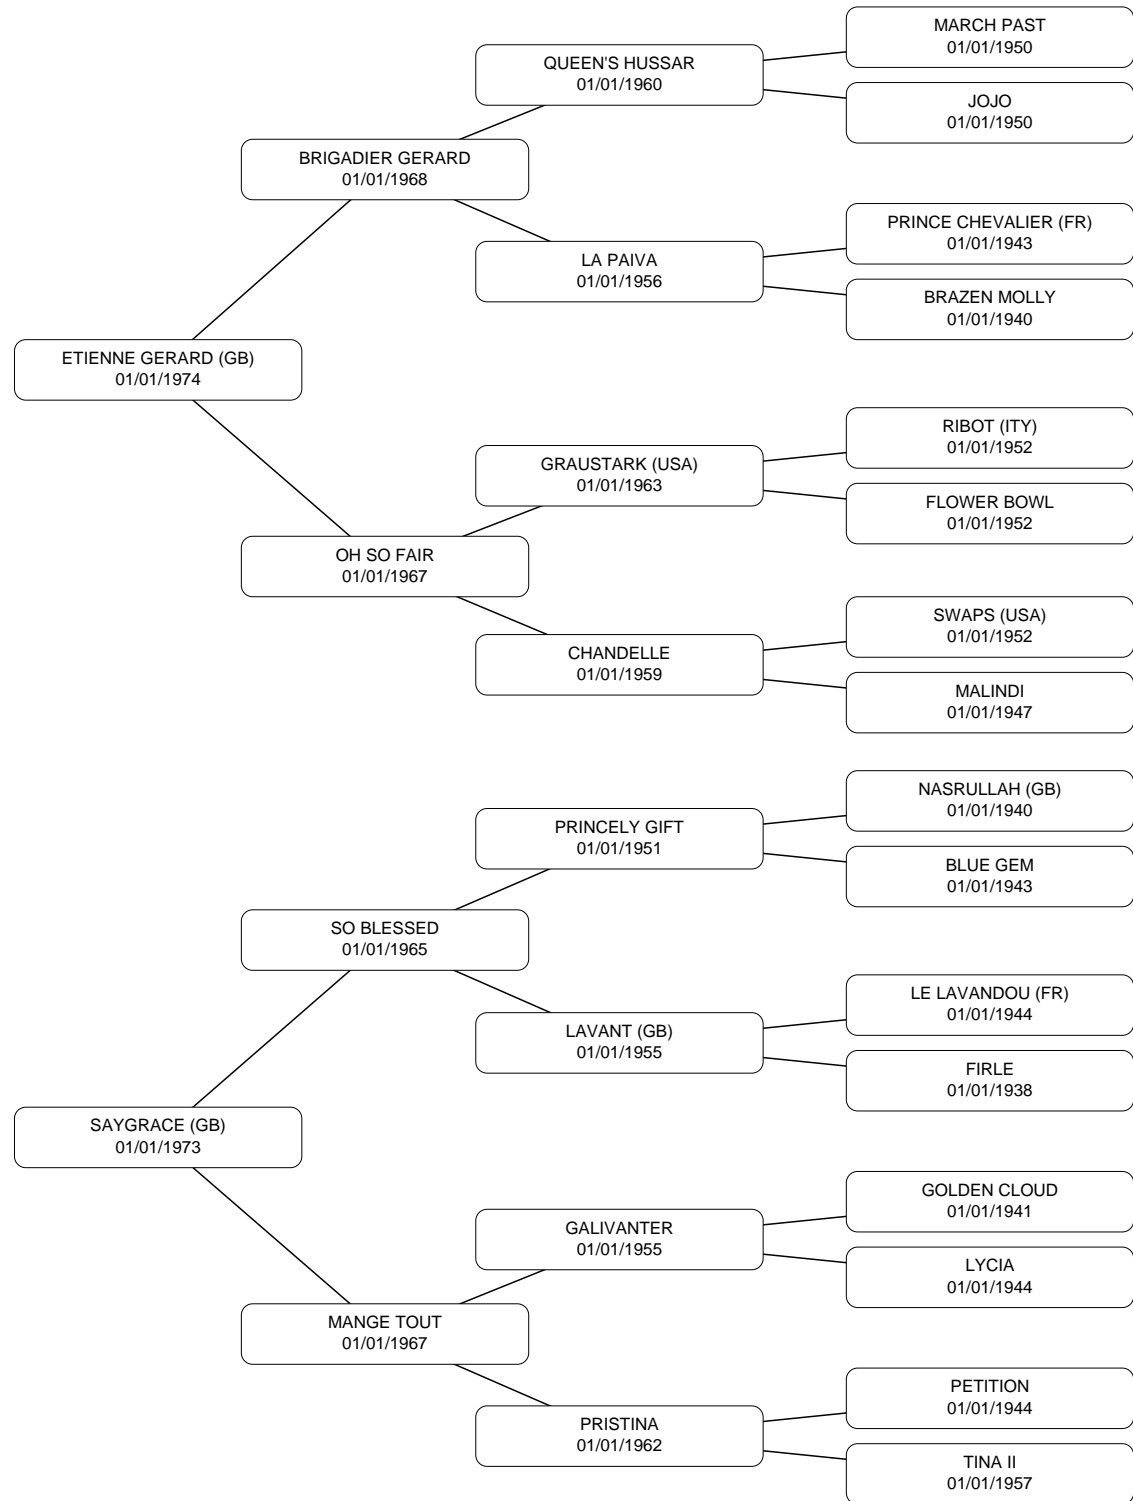 MARCH PAST
01/01/1950
QUEEN'S HUSSAR
01/01/1960
JOJO
01/01/1950
BRIGADIER GERARD
01/01/1968
PRINCE CHEVALIER (FR)
01/01/1943
LA PAIVA
01/01/1956
BRAZEN MOLLY
01/01/1940
ETIENNE GERARD (GB)
01/01/1974
RIBOT (ITY)
01/01/1952
GRAUSTARK (USA)
01/01/1963
FLOWER BOWL
01/01/1952
OH SO FAIR
01/01/1967
SWAPS (USA)
01/01/1952
CHANDELLE
01/01/1959
MALINDI
01/01/1947
NASRULLAH (GB)
01/01/1940
PRINCELY GIFT
01/01/1951
BLUE GEM
01/01/1943
SO BLESSED
01/01/1965
LE LAVANDOU (FR)
01/01/1944
LAVANT (GB)
01/01/1955
FIRLE
01/01/1938
SAYGRACE (GB)
01/01/1973
GOLDEN CLOUD
01/01/1941
GALIVANTER
01/01/1955
LYCIA
01/01/1944
MANGE TOUT
01/01/1967
PETITION
01/01/1944
PRISTINA
01/01/1962
TINA II
01/01/1957